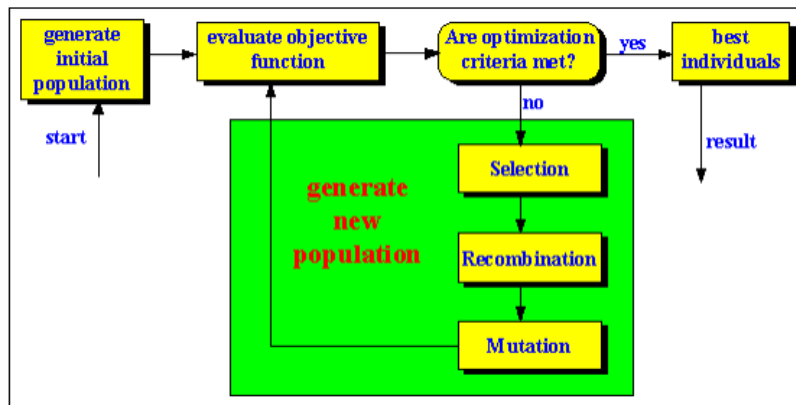 generate
initial
population
evaluate objective
function
Are optimization
criteria met?
yes
best
individuals
start
no
result
Selection
generate
new
population
Recombination
Mutation